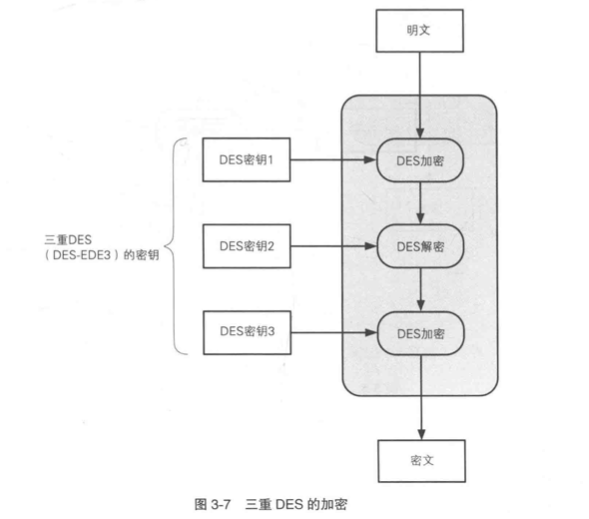 明文
DES密钥1
DES加密
三重DES
(DES-EDE3)的密钥
DES密钥2
DES解密
DES密钥3
DES加密
密文
图 3-7 三重 DES 的加密